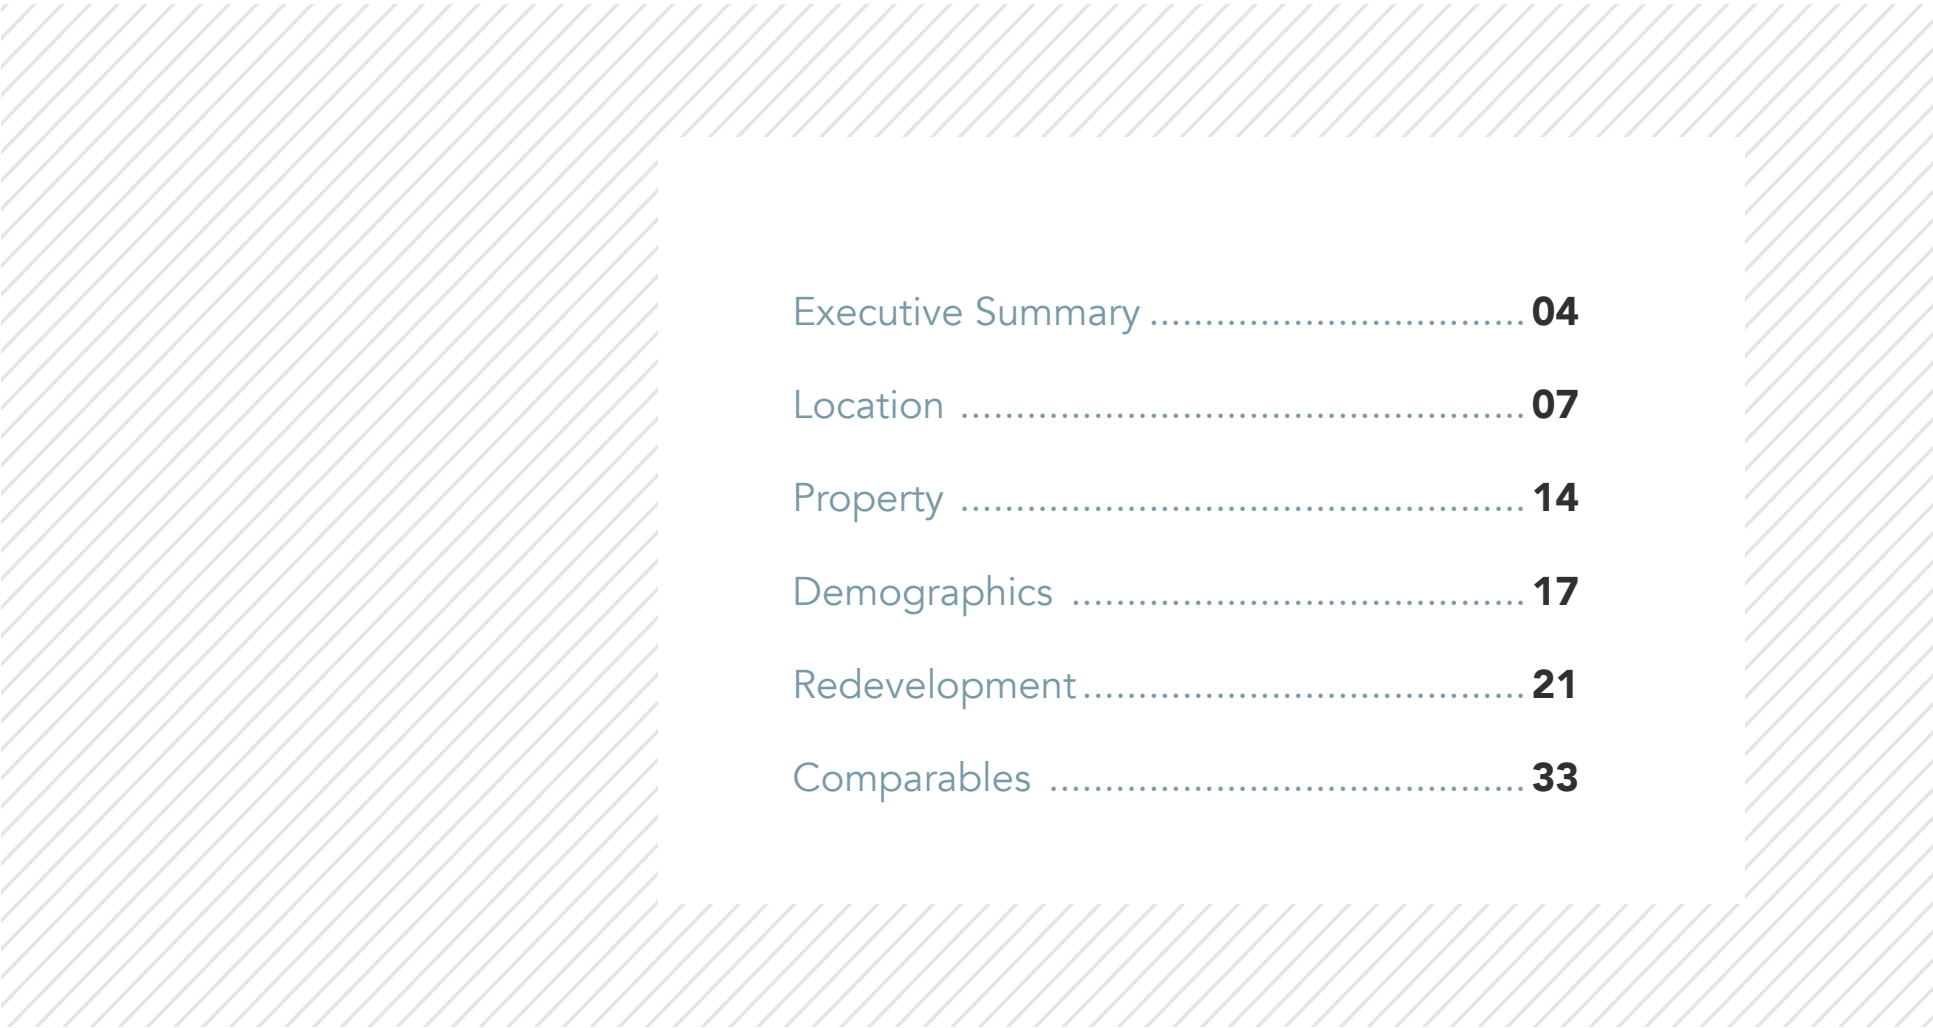 Executive Summary .................................. 04
Location ................................................... 07
Property ................................................... 14
Demographics ......................................... 17
Redevelopment........................................ 21
Comparables ........................................... 33